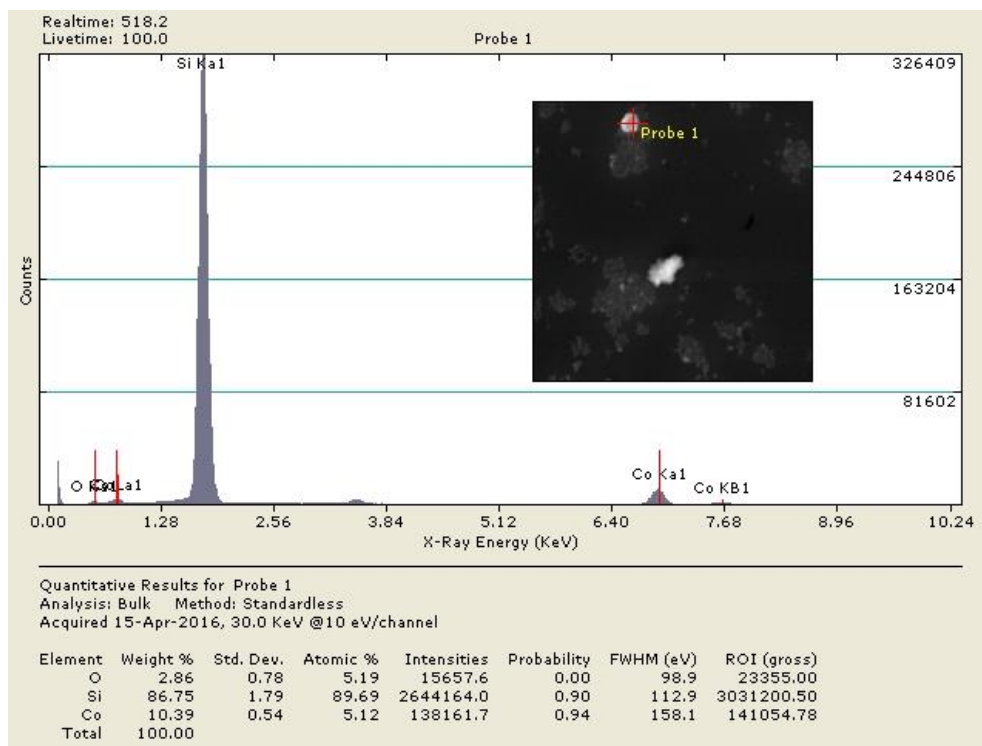 Realtime: 518.2
Livetime: 100.0
Probe 1
Si Ka1
326409
244806
163204
81602
Probe 1
Counts
O Ka1
La1
Co Ka1
Co KB1
0.00 1.28 2.56 3.84 5.12 6.40 7.68 8.96 10.24
X-Ray Energy (KeV)
Quantitative Results for Probe 1
Analysis: Bulk Method: Standardless
Acquired 15-Apr-2016, 30.0 KeV @10 eV/channel
Element Weight % Std. Dev. Atomic % Intensities Probability FWHM (eV) ROI (gross)
O 2.86 0.78 5.19 15657.6 0.00 98.9 23355.00
Si 86.75 1.79 89.69 2644164.0 0.90 112.9 3031200.50
Co 10.39 0.54 5.12 138161.7 0.94 158.1 141054.78
Total 100.00